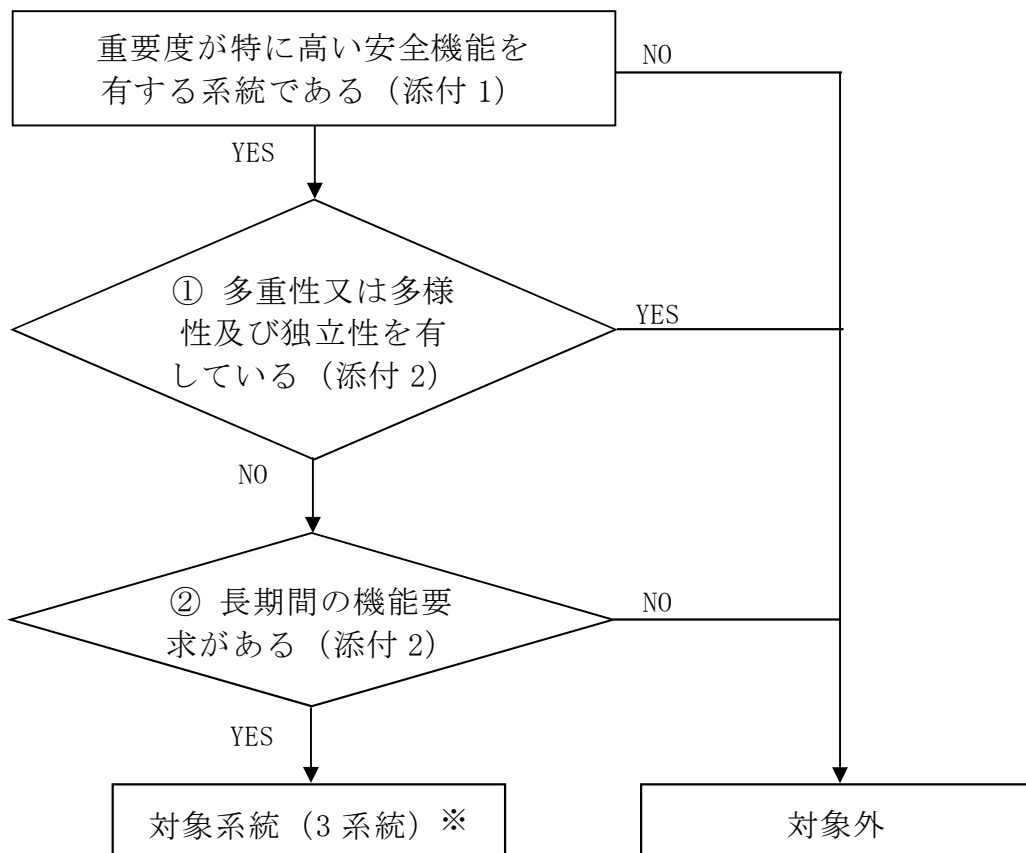 重要度が特に高い安全機能を
有する系統である（添付 1）
NO
YES
① 多重性又は多様
性及び独立性を有
している（添付 2）
YES
NO
② 長期間の機能要
求がある（添付 2）
NO
YES
対象系統（3 系統）※
対象外